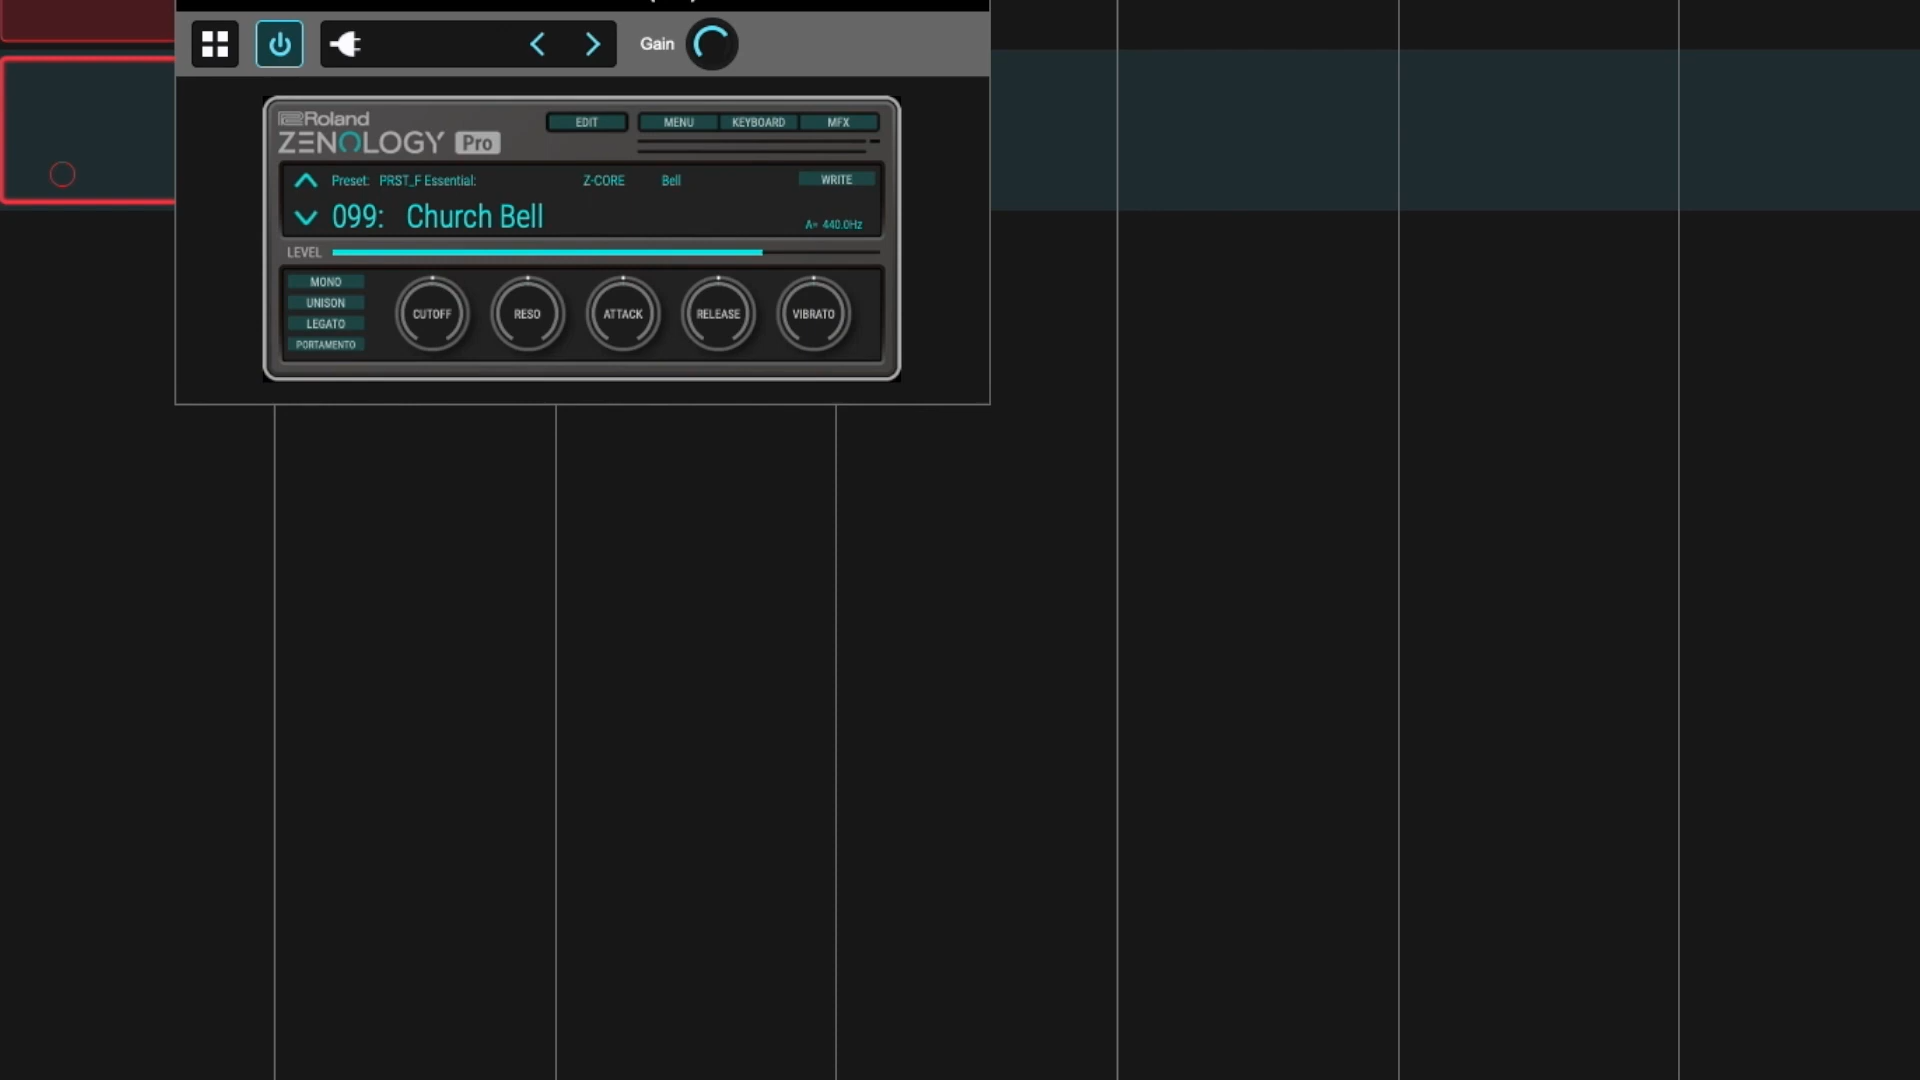 Gain
Roland
ZENOLOGY Pro
EDIT
MENU
KEYBOARD
MFX
Preset: PRST_F Essential:
Z-CORE
Bell
WRITE
099: Church Bell
A= 440.0Hz
LEVEL
MONO
UNISON
LEGATO
PORTAMENTO
CUTOFF
RESO
ATTACK
RELEASE
VIBRATO